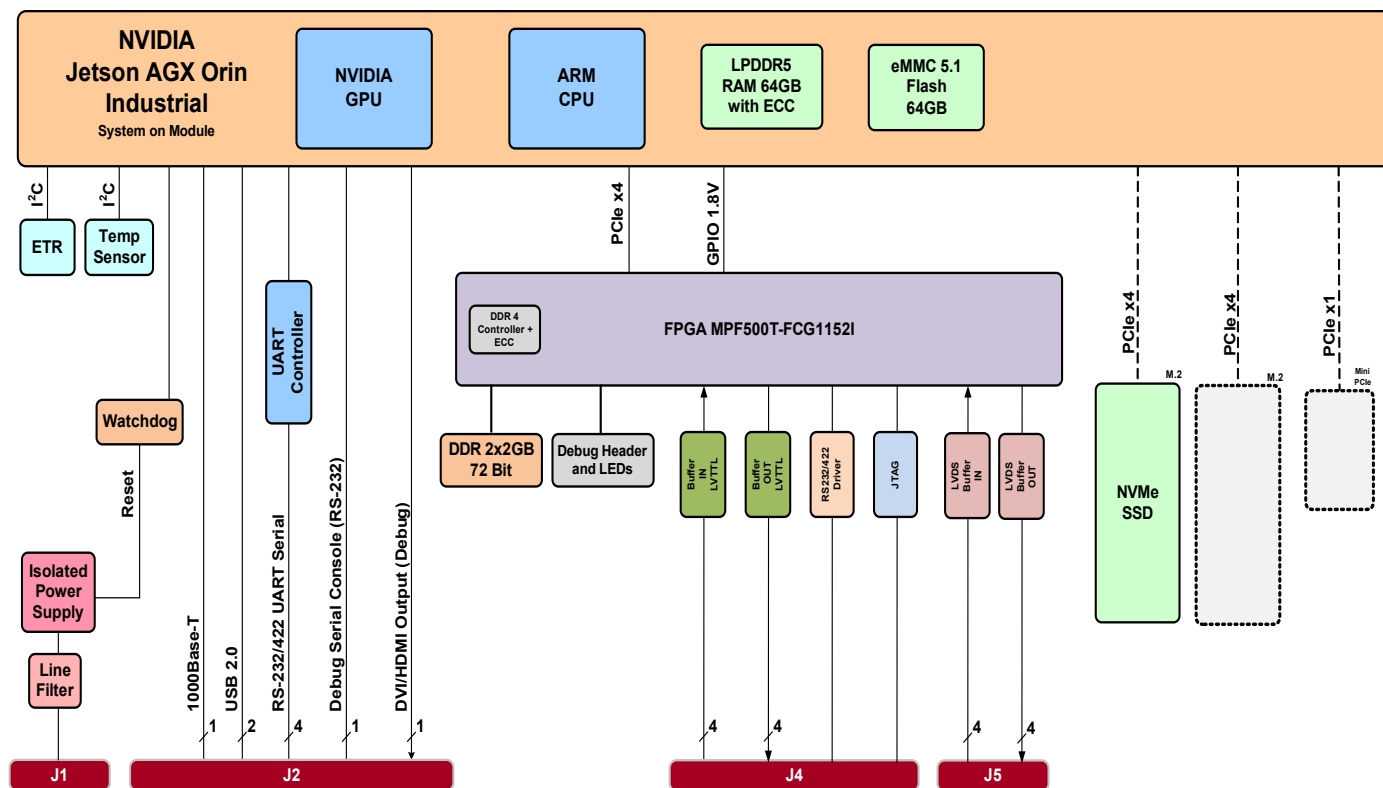 NVIDIA
Jetson AGX Orin
Industrial
System on Module
NVIDIA
GPU
ARM
CPU
LPDDR5
RAM 64GB
with ECC
eMMC 5.1
Flash
64GB
I²C
I²C
PCIe x4
GPIO 1.8V
PCIe x4
PCIe x4
PCIe x1
ETR
Temp
Sensor
UART
Controller
DDR 4
Controller +
ECC
FPGA MPF500T-FCG1152I
M.2
M.2
Mini
PCIe
Watchdog
Reset
DDR 2x2GB
72 Bit
Debug Header
and LEDs
Buffer
IN
LVTTL
Buffer
OUT
LVTTL
RS232/422
Driver
JTAG
LVDS
Buffer
IN
LVDS
Buffer
OUT
NVMe
SSD
Isolated
Power
Supply
Line
Filter
1000Base-T
USB 2.0
RS-232/422 UART Serial
Debug Serial Console (RS-232)
DVI/HDMI Output (Debug)
1
2
4
1
1
4
4
4
4
J1
J2
J4
J5